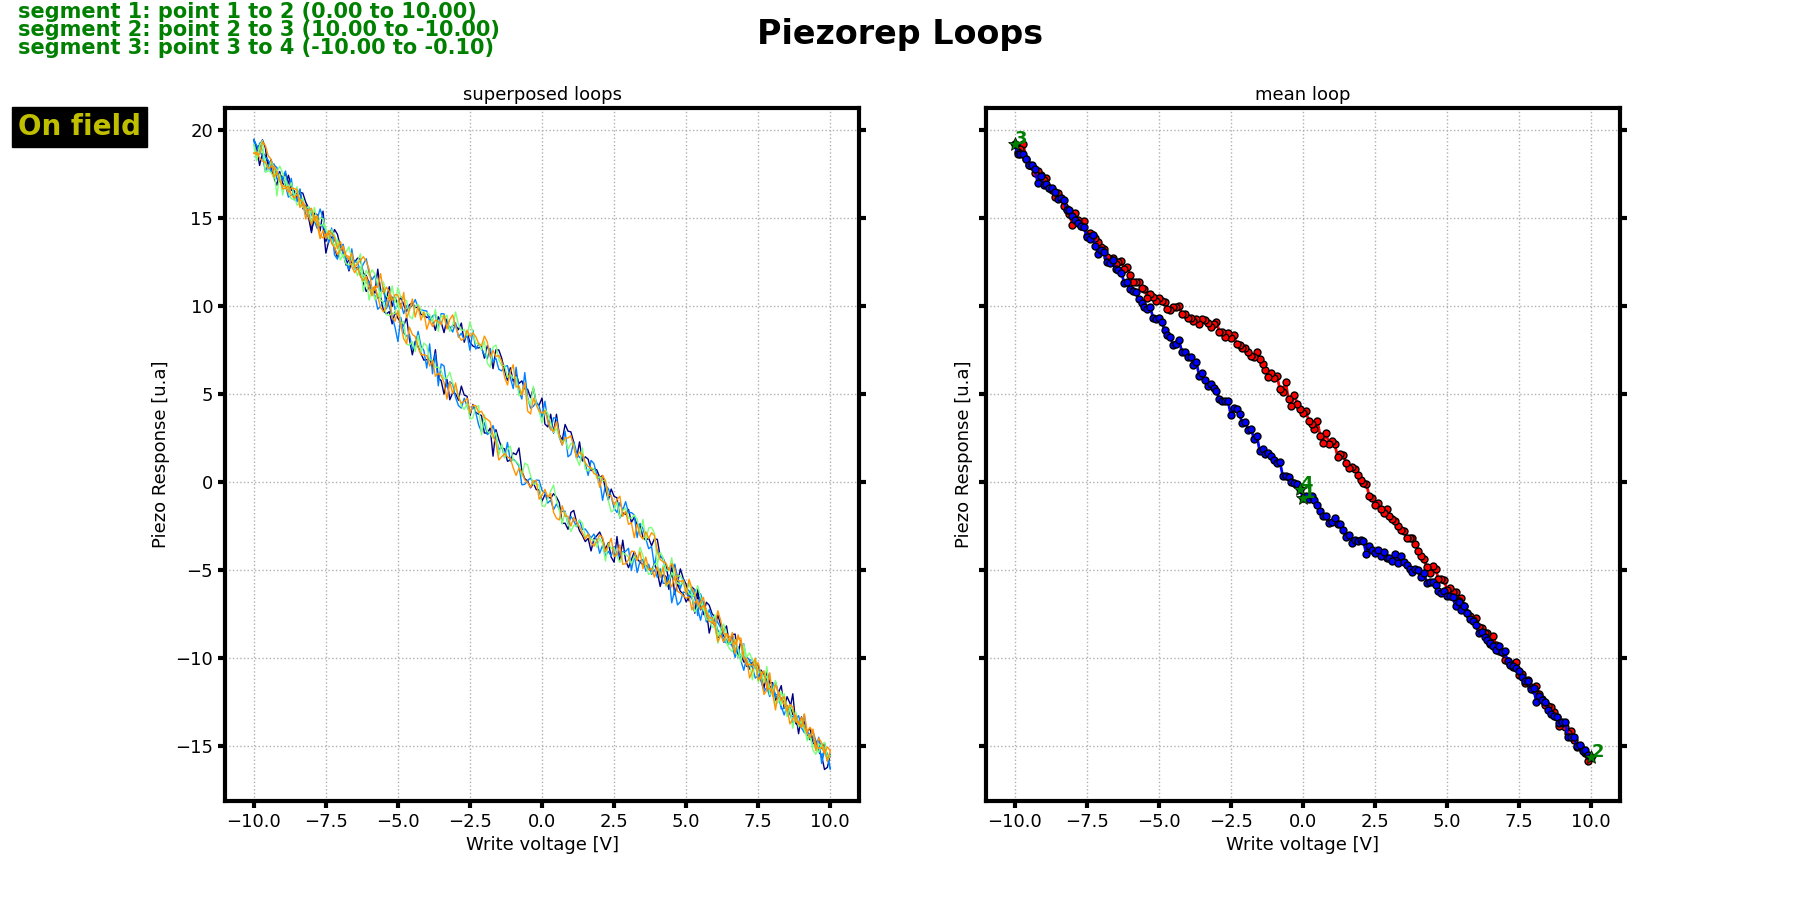 segment 1: point 1 to 2 (0.00 to 10.00)
segment 2: point 2 to 3 (10.00 to -10.00)
segment 3: point 3 to 4 (-10.00 to -0.10)
Piezorep Loops
On field
superposed loops
20
15
10
5
0
−5
−10
−15
Piezo Response [u.a]
−10.0 −7.5 −5.0 −2.5 0.0 2.5 5.0 7.5 10.0
Write voltage [V]
mean loop
3
4
1
2
Piezo Response [u.a]
−10.0 −7.5 −5.0 −2.5 0.0 2.5 5.0 7.5 10.0
Write voltage [V]